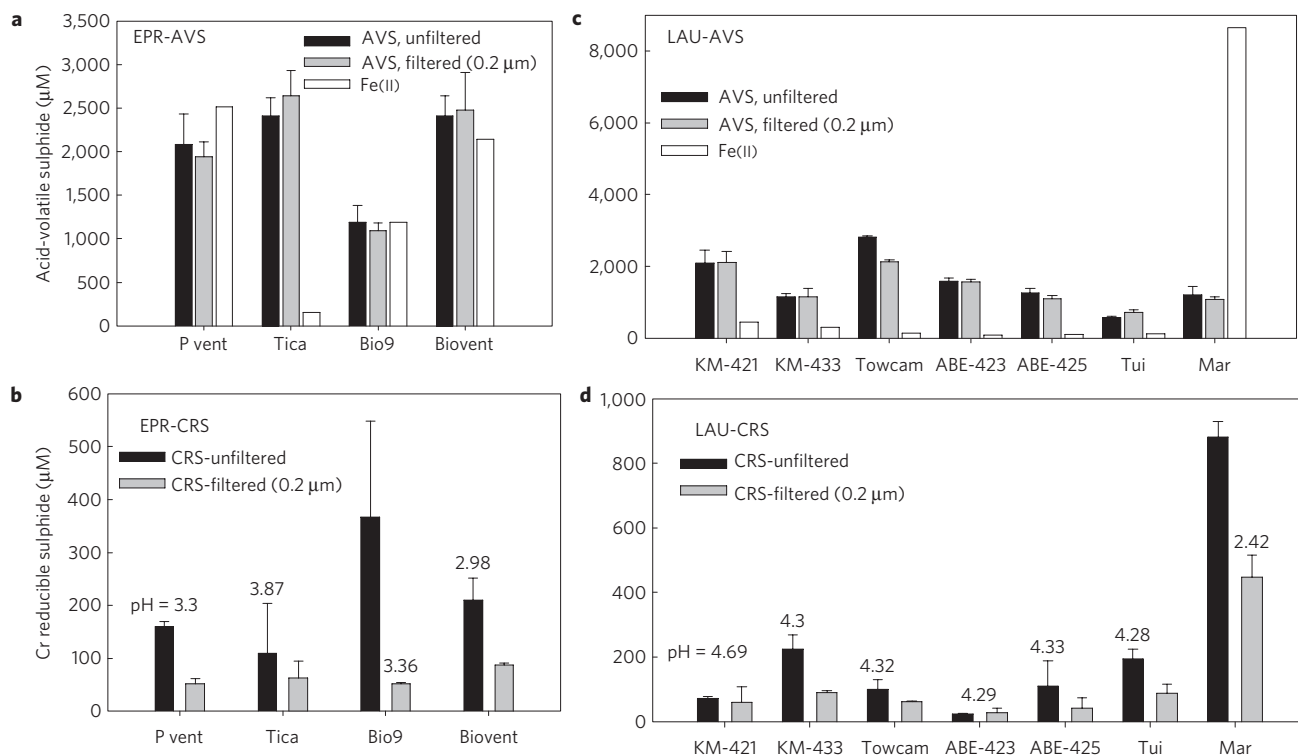 a
EPR-AVS
AVS, unfiltered
AVS, filtered (0.2 μm)
Fe(II)
Acid-volatile sulphide (μM)
3,500
3,000
2,500
2,000
1,500
1,000
500
0
P vent Tica Bio9 Biovent
c
LAU-AVS
AVS, unfiltered
AVS, filtered (0.2 μm)
Fe(II)
8,000
6,000
4,000
2,000
0
KM-421 KM-433 Towcam ABE-423 ABE-425 Tui Mar
b
EPR-CRS
CRS-unfiltered
CRS-filtered (0.2 μm)
Cr reducible sulphide (μM)
600
500
400
300
200
100
0
pH = 3.3
3.87
3.36
2.98
P vent Tica Bio9 Biovent
d
LAU-CRS
CRS-unfiltered
CRS-filtered (0.2 μm)
1,000
800
600
400
200
0
pH = 4.69
4.3
4.32
4.29
4.33
4.28
2.42
KM-421 KM-433 Towcam ABE-423 ABE-425 Tui Mar